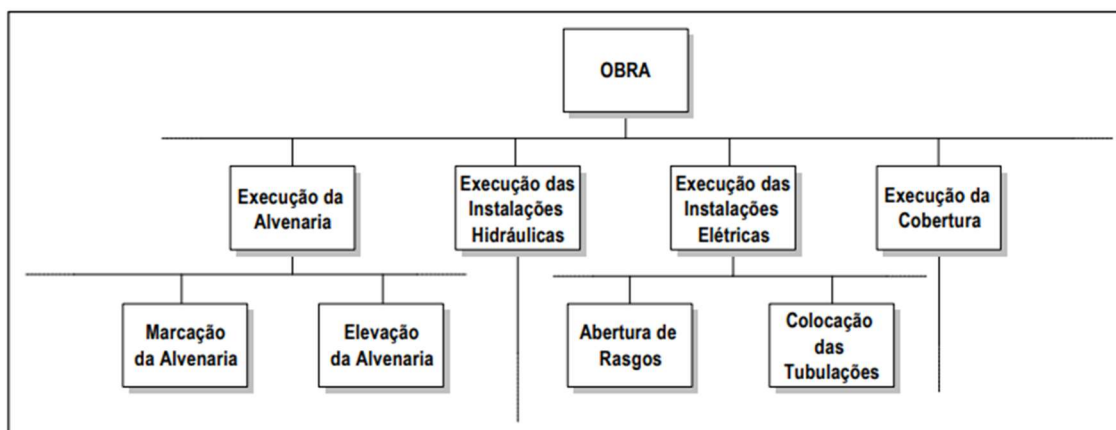 OBRA
Execução da
Alvenaria
Execução das
Instalações
Hidráulicas
Execução das
Instalações
Elétricas
Execução da
Cobertura
Marcação
da Alvenaria
Elevação
da Alvenaria
Abertura de
Rasgos
Colocação
das
Tubulações